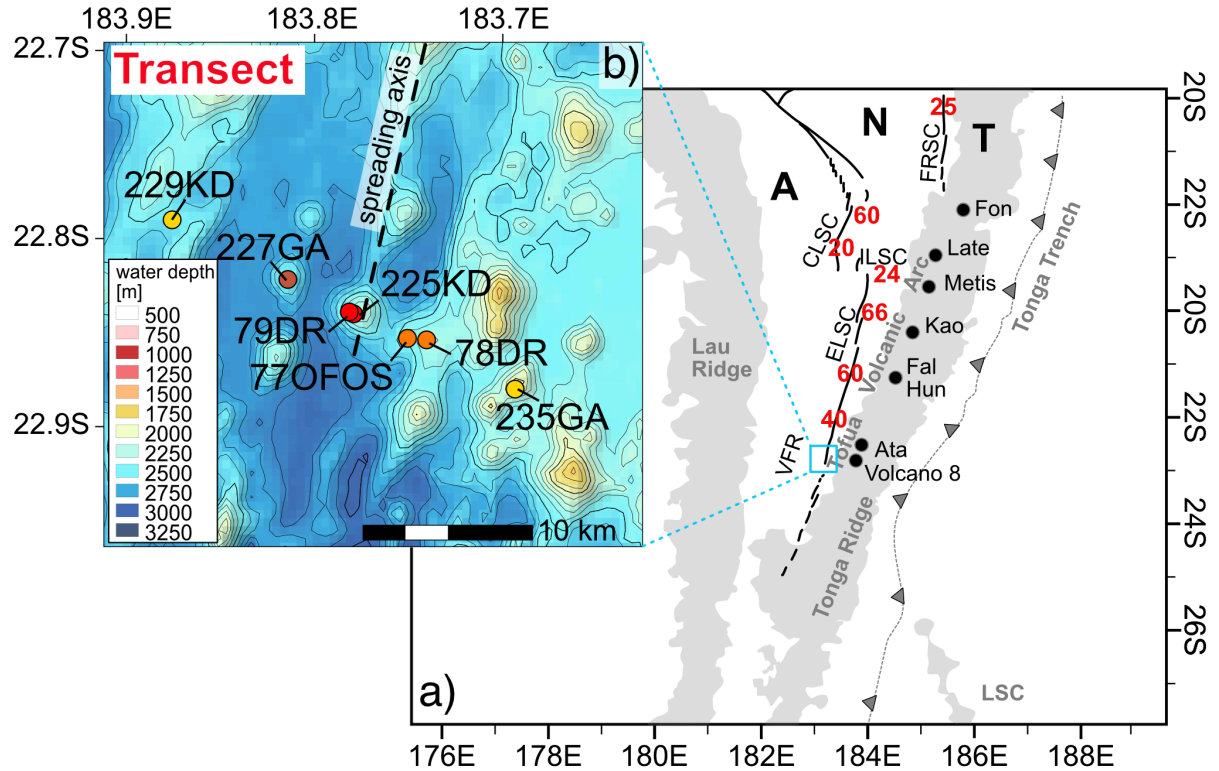 183.9E
183.8E
183.7E
22.7S
22.8S
22.9S
Transect
b)
spreading axis
229KD
227GA
225KD
79DR
77OFOS
78DR
235GA
water depth
[m]
500
750
1000
1250
1500
1750
2000
2250
2500
2750
3000
3250
10 km
a)
N
A
T
25
FRSC
60
CLSC
20
ILSC
24
66
ELSC
60
40
VFR
Fon
Late
Metis
Kao
Fal
Hun
Ata
Volcano 8
Lau
Ridge
Tofua
Volcanic
Arc
Tonga Ridge
Tonga Trench
LSC
20S
22S
20S
22S
24S
26S
176E
178E
180E
182E
184E
186E
188E